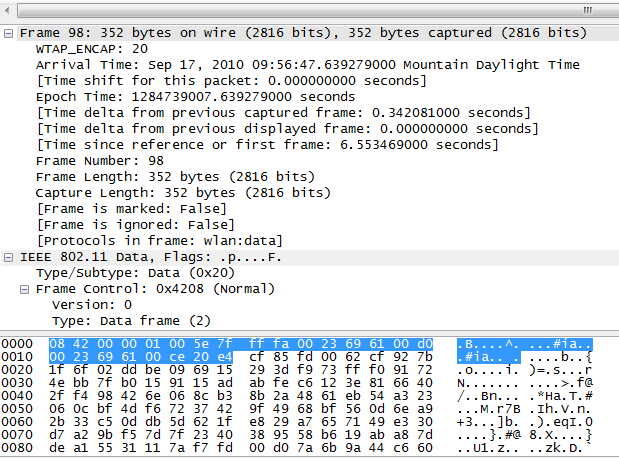 Frame 98: 352 bytes on wire (2816 bits), 352 bytes captured (2816 bits)
WTAP_ENCAP: 20
Arrival Time: Sep 17, 2010 09:56:47.639279000 Mountain Daylight Time
[Time shift for this packet: 0.000000000 seconds]
Epoch Time: 1284739007.639279000 seconds
[Time delta from previous captured frame: 0.342081000 seconds]
[Time delta from previous displayed frame: 0.000000000 seconds]
[Time since reference or first frame: 6.553469000 seconds]
Frame Number: 98
Frame Length: 352 bytes (2816 bits)
Capture Length: 352 bytes (2816 bits)
[Frame is marked: False]
[Frame is ignored: False]
[Protocols in frame: wlan:data]
IEEE 802.11 Data, Flags: .p....F.
Type/Subtype: Data (0x20)
Frame Control: 0x4208 (Normal)
Version: 0
Type: Data frame (2)
0000 08 42 00 00 01 00 5e 7f ff fa 00 23 69 61 00 d0 .B....^. ...#ia..
0010 00 23 69 61 00 ce 20 e4 cf 85 fd 00 62 cf 92 7b .#ia.. . ....b..{
0020 1f 6f 02 dd be 09 69 15 29 3d f9 73 ff f0 91 72 .o....i. )=.s...r
0030 4e bb 7f b0 15 91 15 ad ab fe c6 12 3e 81 66 40 N....... ....>.f@
0040 2f f4 98 42 6e 06 8c b3 8b 2a 48 61 eb 54 a3 23 /..Bn... .*Ha.T.#
0050 06 0c bf 4d f6 72 37 42 9f 49 68 bf 56 0d 6e a9 ...M.r7B .Ih.V.n.
0060 2b 33 c5 0d db 5d 62 1f e8 29 a7 65 71 49 e3 30 +3...]b. .).eqI.0
0070 d7 a2 9b f5 7d 7f 23 40 38 95 58 b6 19 ab a8 7d ....}.#@ 8.X....}
0080 de a1 55 31 11 7a f7 fd 00 d7 7a 6b 9a 44 c6 60 ..U1.z.. ..zk.D.`